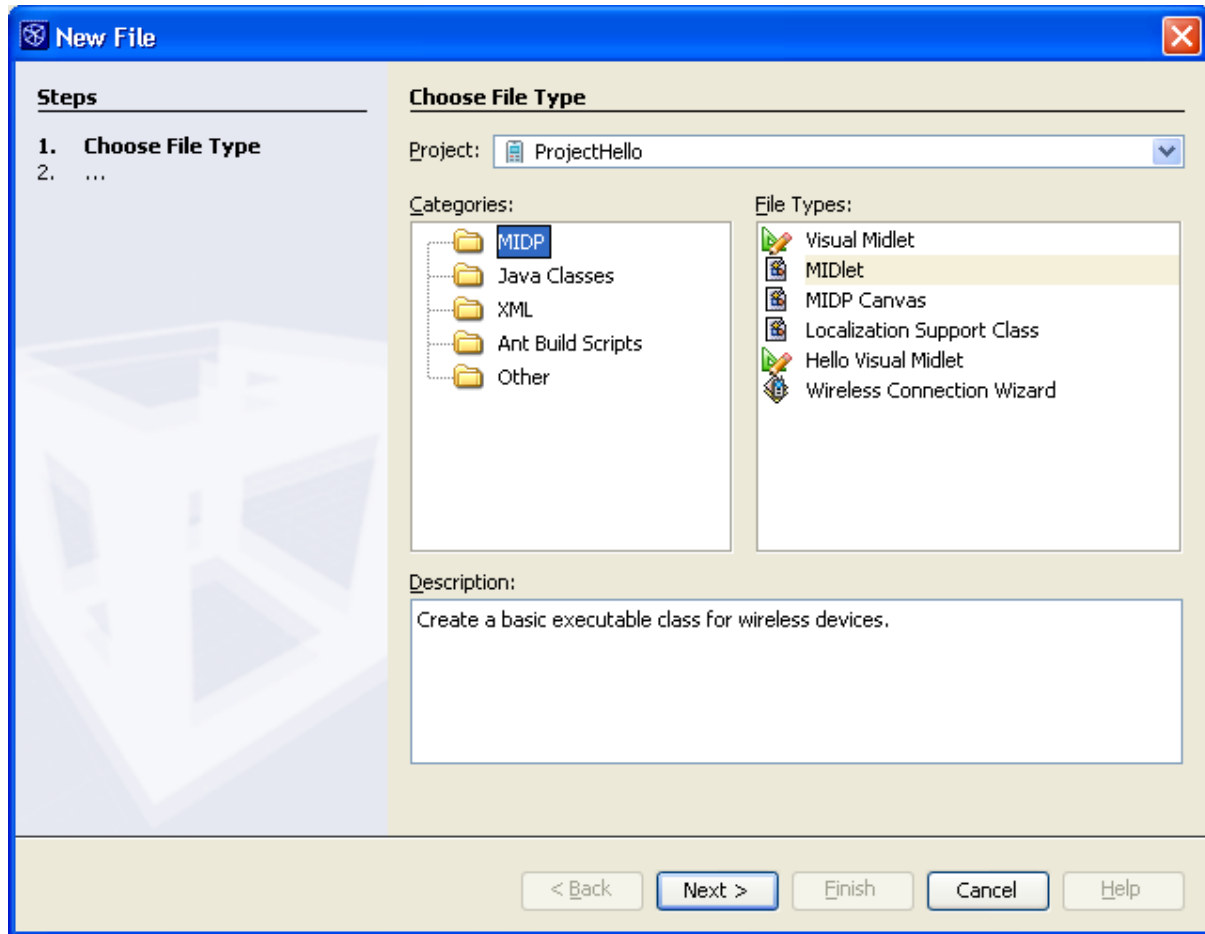 New File
Steps
1. Choose File Type
2. ...
Choose File Type
Project: ProjectHello
Categories:
MIDP
Java Classes
XML
Ant Build Scripts
Other
File Types:
Visual Midlet
MIDlet
MIDP Canvas
Localization Support Class
Hello Visual Midlet
Wireless Connection Wizard
Description:
Create a basic executable class for wireless devices.
< Back Next > Finish Cancel Help